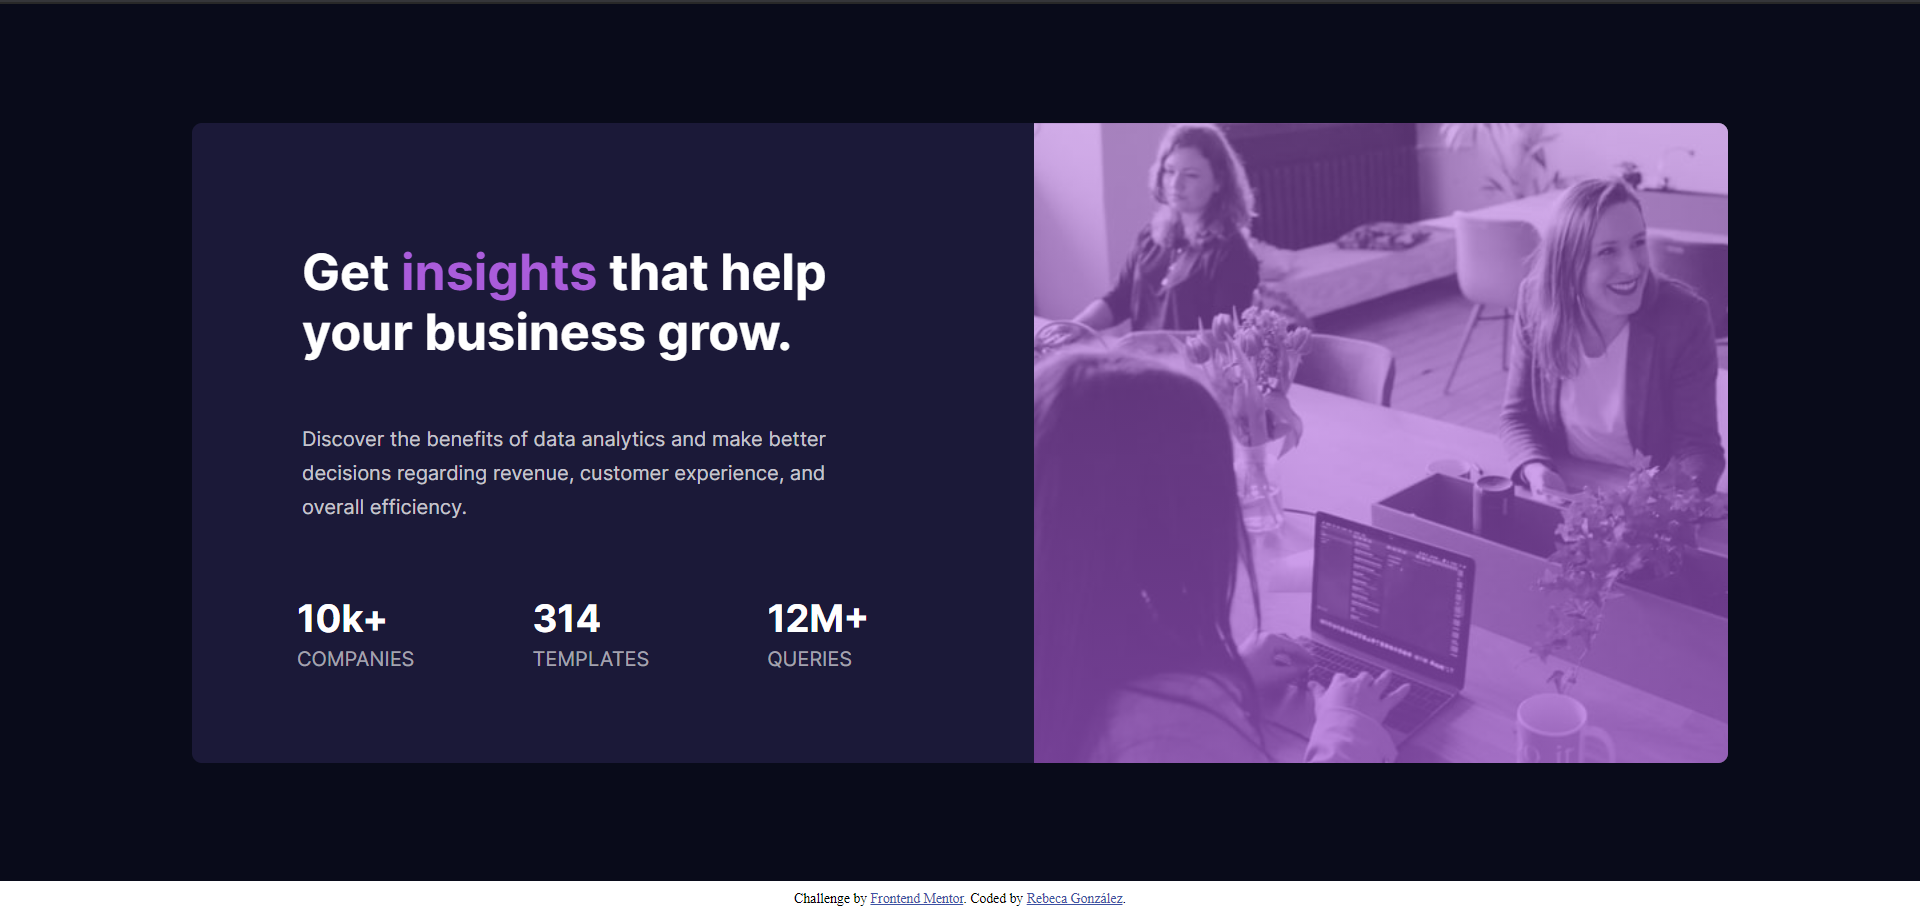 Get insights that help
your business grow.
Discover the benefits of data analytics and make better
decisions regarding revenue, customer experience, and
overall efficiency.
10k+ 314 12M+
COMPANIES TEMPLATES QUERIES
Challenge by Frontend Mentor. Coded by Rebeca González.